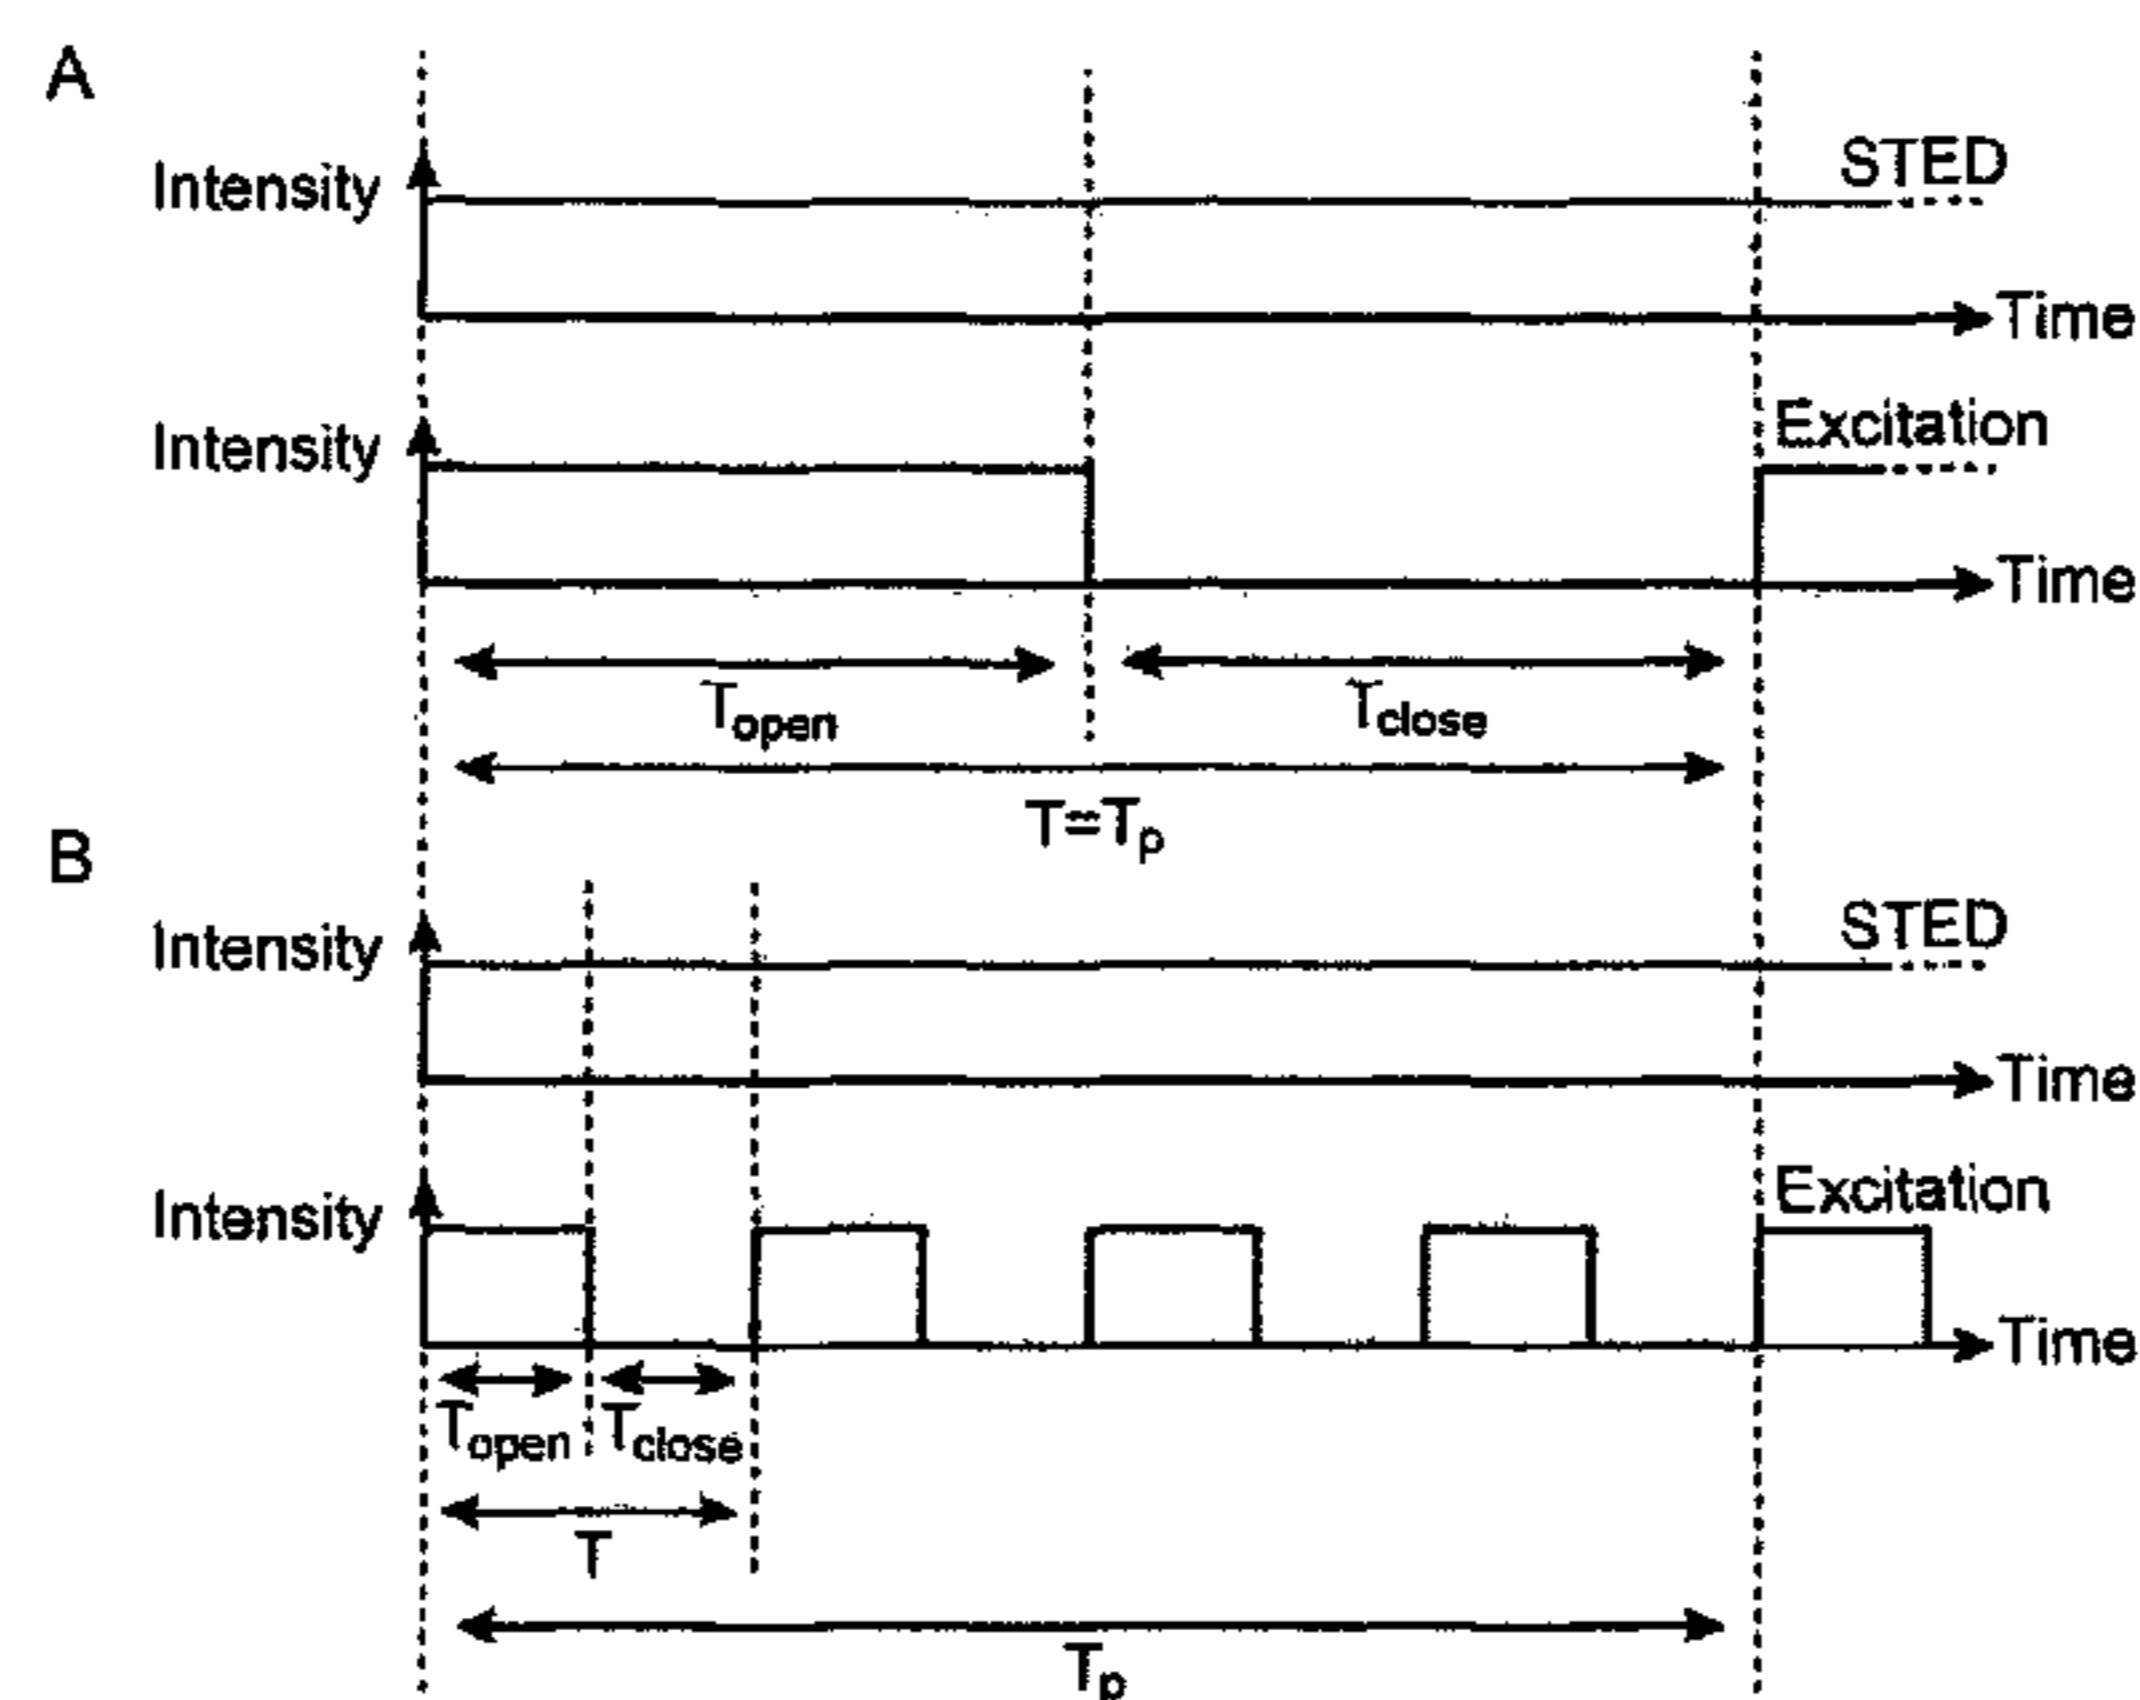 A
STED
Intensity
Time
Excitation
Intensity
Time
Topen Tclose
T=Tp
B
STED
Intensity
Time
Excitation
Intensity
Time
Topen Tclose
T
Tp